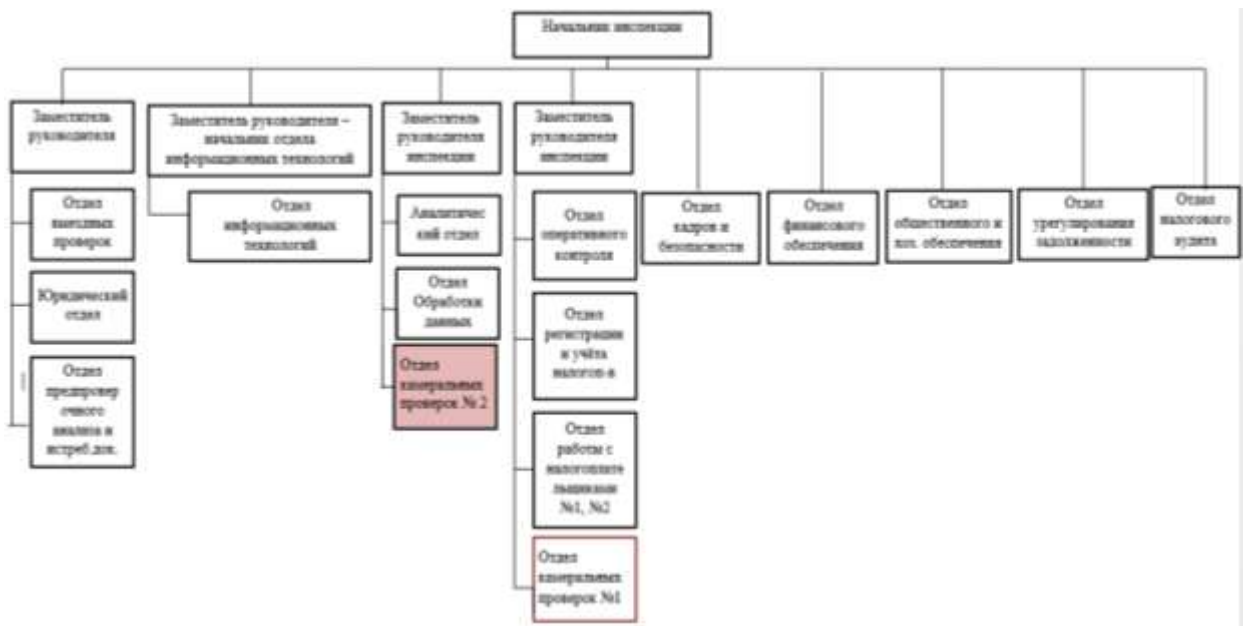 Начальник инспекции
Заместитель
руководителя
Заместитель руководителя –
начальник отдела
информационных технологий
Заместитель
руководителя
инспекции
Заместитель
руководителя
инспекции
Отдел
выездных
проверок
Юридический
отдел
Отдел
предпровер
очного
анализа и
истреб.док.
Отдел
информационных
технологий
Аналитичес
кий отдел
Отдел
Обработки
данных
Отдел
камеральных
проверок № 2
Отдел
оперативного
контроля
Отдел
регистрации
и учёта
налогоп-в
Отдел
работы с
налогоплате
льщиками
№1, №2
Отдел
камеральных
проверок №1
Отдел
кадров и
безопасности
Отдел
финансового
обеспечения
Отдел
общественного и
хоз. обеспечения
Отдел
урегулирования
задолженности
Отдел
налогового
аудита